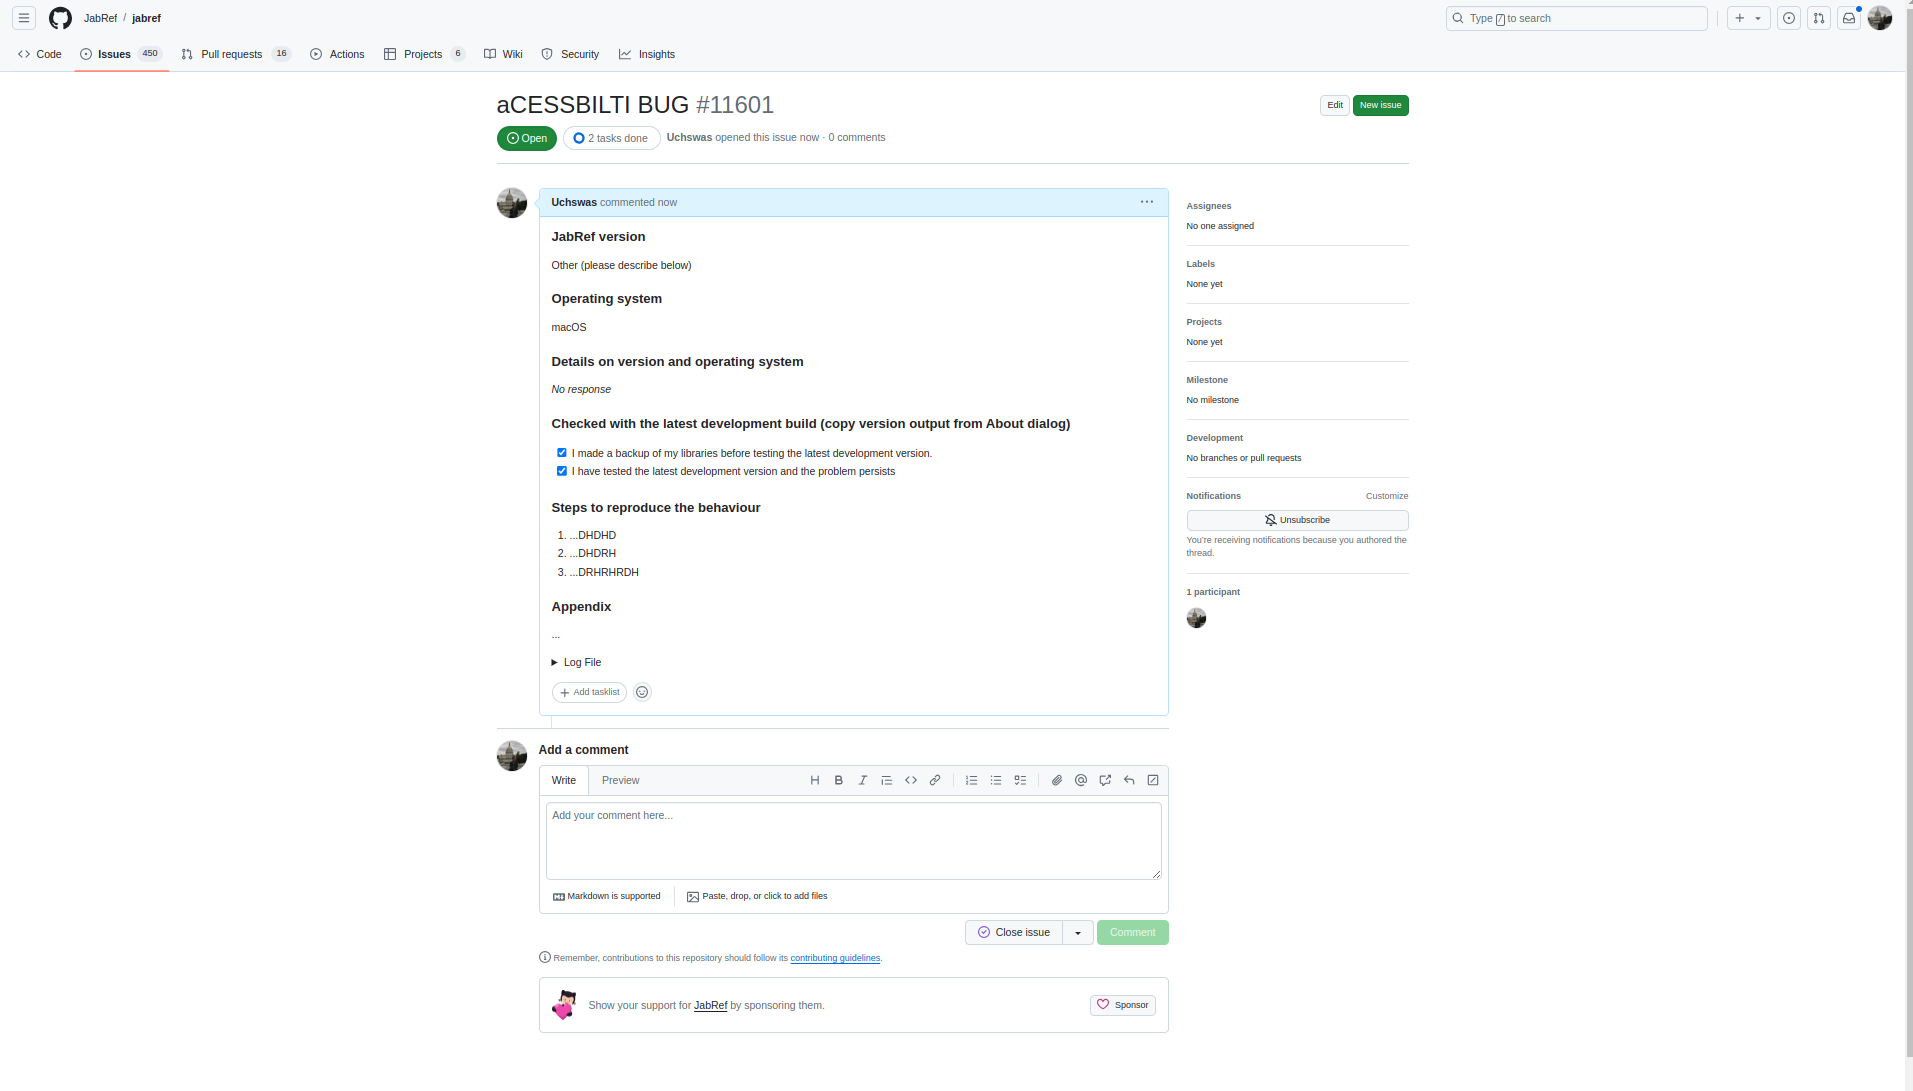 JabRef / jabref
Type / to search
Code
Issues 450
Pull requests 16
Actions
Projects 6
Wiki
Security
Insights
aCESSBILTI BUG #11601
Edit
New issue
Open
2 tasks done
Uchswas opened this issue now · 0 comments
Uchswas commented now
JabRef version
Other (please describe below)
Operating system
macOS
Details on version and operating system
No response
Checked with the latest development build (copy version output from About dialog)
I made a backup of my libraries before testing the latest development version.
I have tested the latest development version and the problem persists
Steps to reproduce the behaviour
1. ...DHDHD
2. ...DHDRH
3. ...DRHRHRDH
Appendix
...
Log File
Add tasklist
Assignees
No one assigned
Labels
None yet
Projects
None yet
Milestone
No milestone
Development
No branches or pull requests
Notifications
Customize
Unsubscribe
You're receiving notifications because you authored the
thread.
1 participant
Add a comment
Write
Preview
Add your comment here...
Markdown is supported
Paste, drop, or click to add files
Close issue
Comment
Remember, contributions to this repository should follow its contributing guidelines.
Show your support for JabRef by sponsoring them.
Sponsor